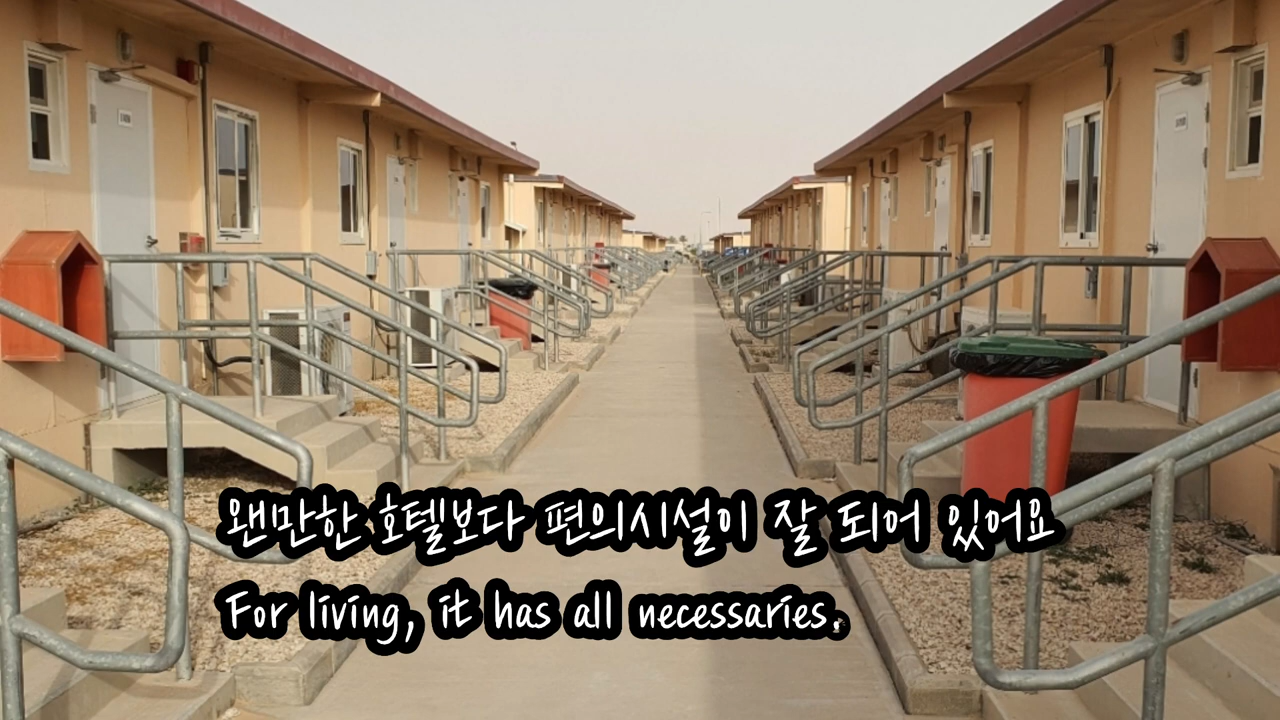 왠만한 호텔보다 편의시설이 잘 되어 있어요
For living, it has all necessaries.